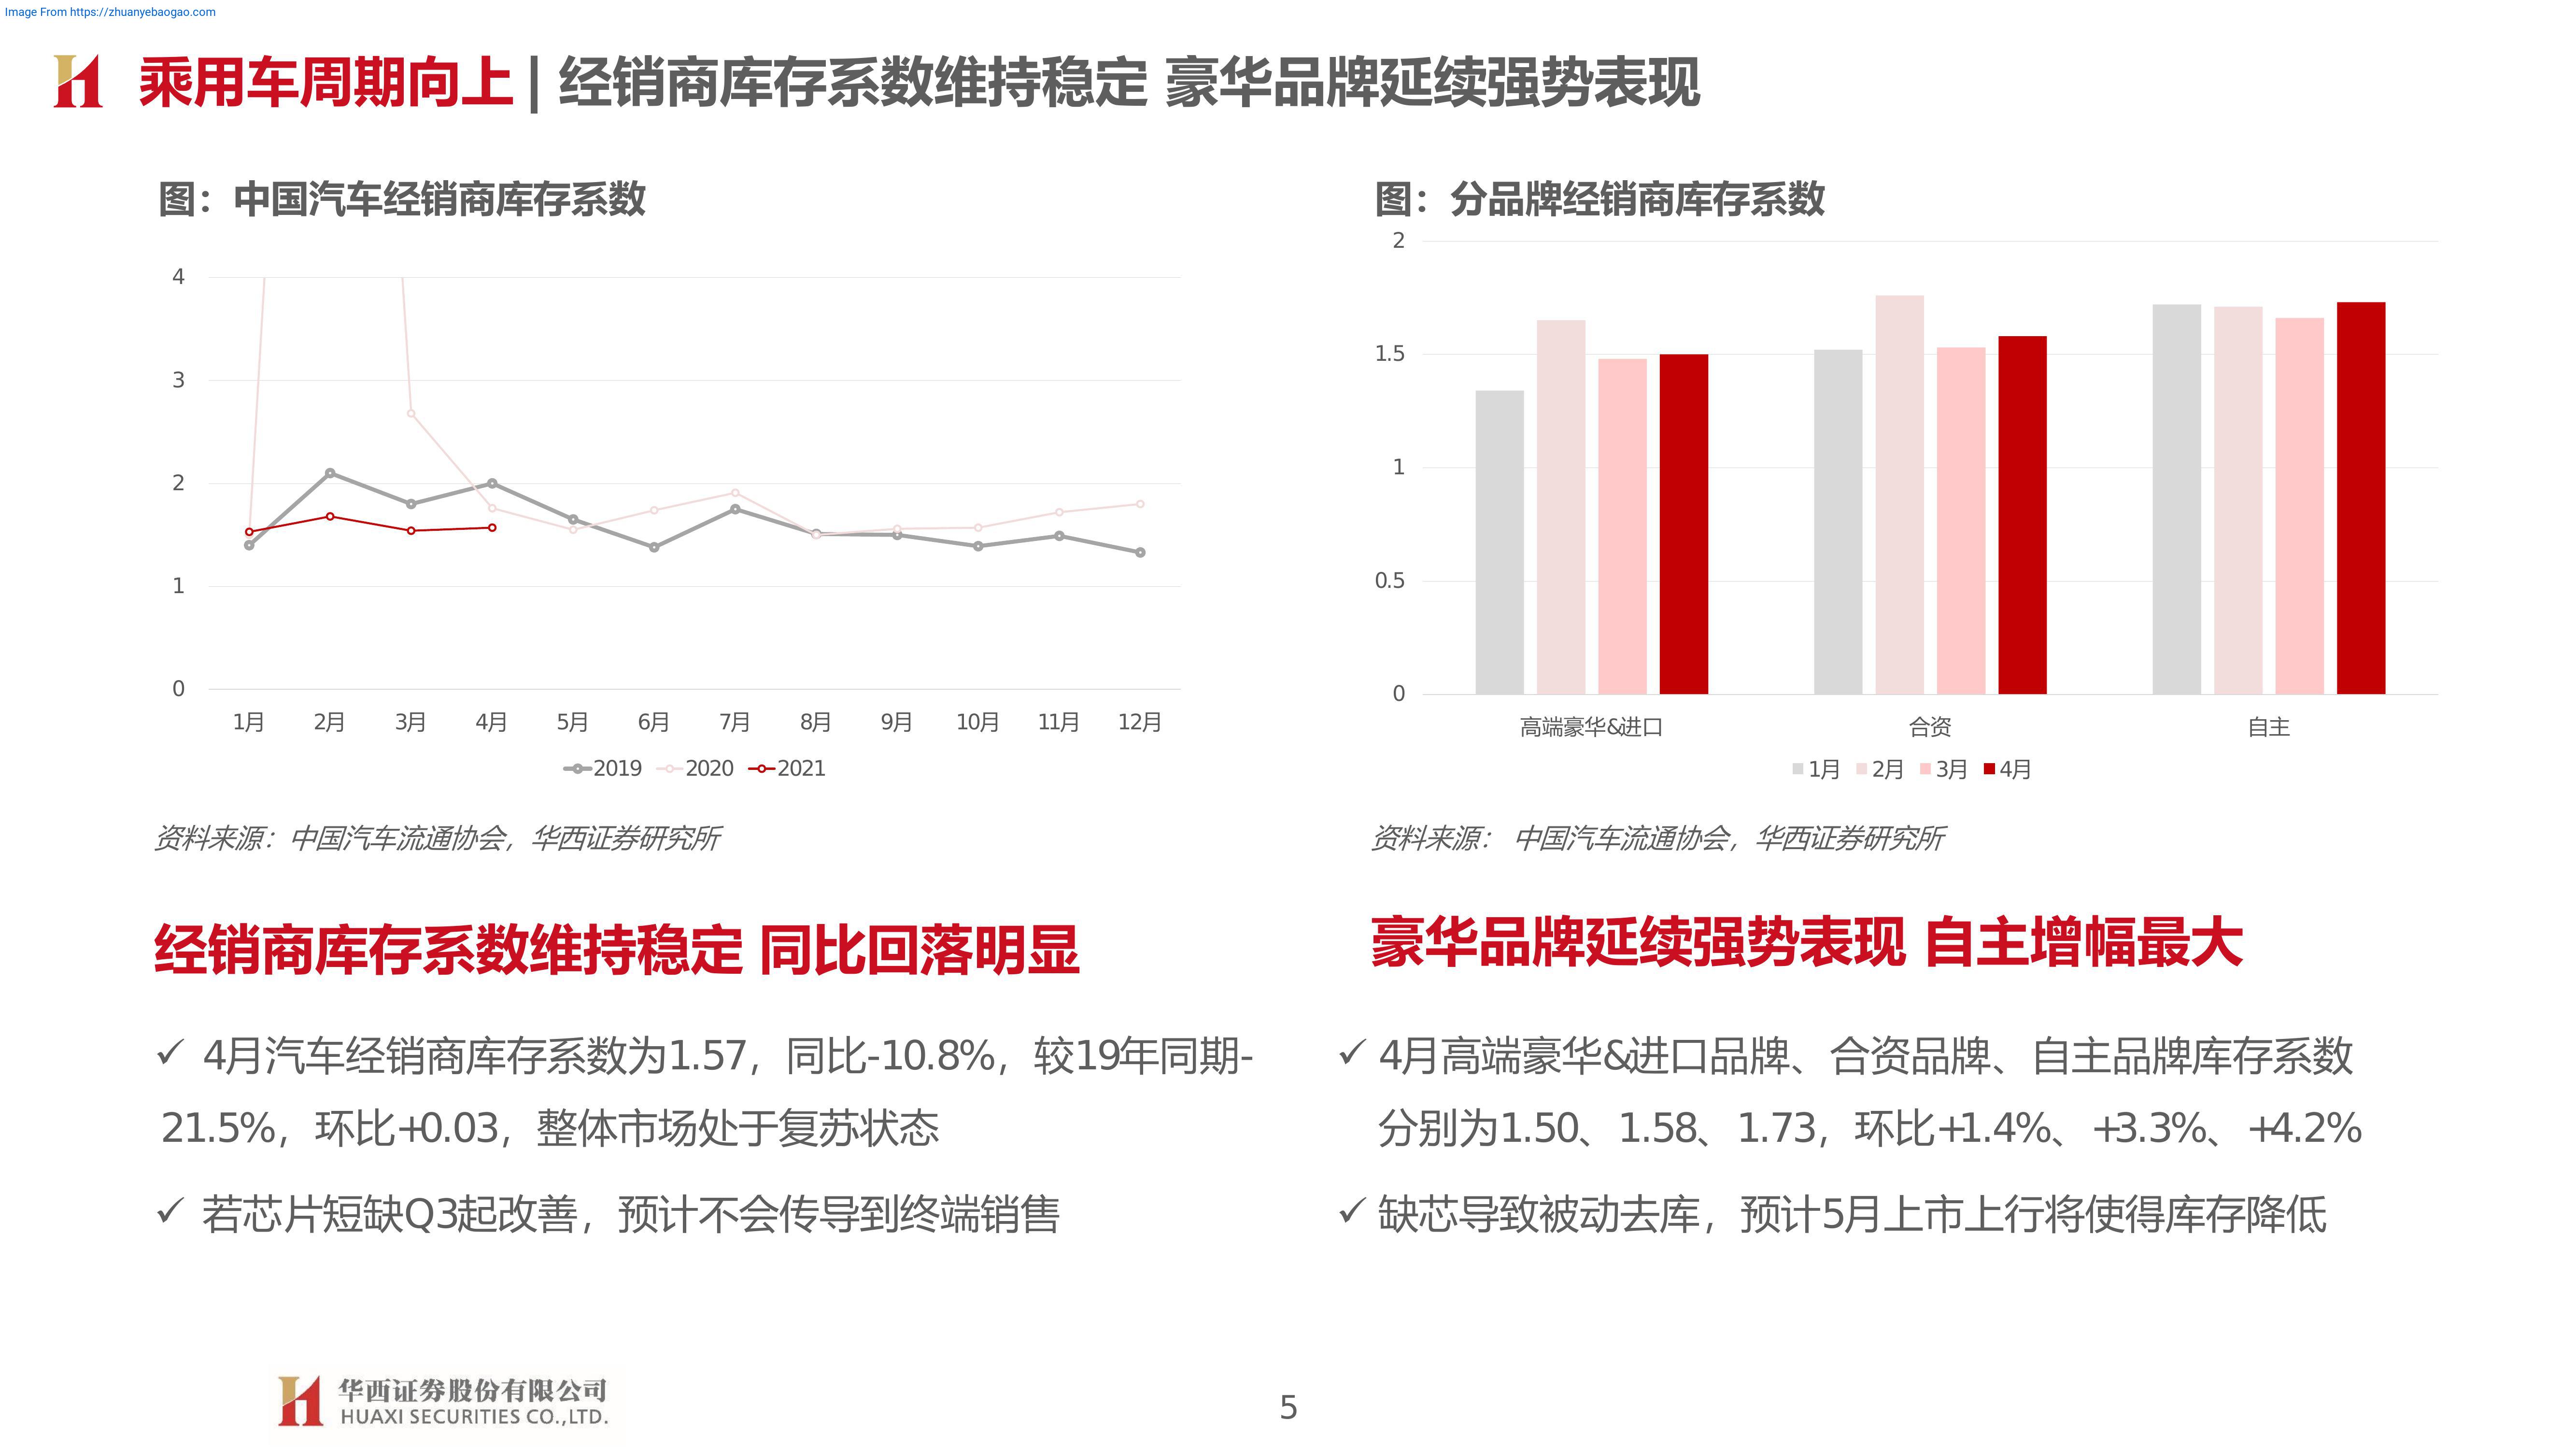 Image From https://zhuanyebaogao.com
乘用车周期向上 | 经销商库存系数维持稳定 豪华品牌延续强势表现
图：中国汽车经销商库存系数
4
3
2
1
0
1月 2月 3月 4月 5月 6月 7月 8月 9月 10月 11月 12月
2019 2020 2021
资料来源：中国汽车流通协会，华西证券研究所
图：分品牌经销商库存系数
2
1.5
1
0.5
0
高端豪华&进口 合资 自主
1月 2月 3月 4月
资料来源： 中国汽车流通协会，华西证券研究所
经销商库存系数维持稳定 同比回落明显
✓ 4月汽车经销商库存系数为1.57，同比-10.8%，较19年同期-
21.5%，环比+0.03，整体市场处于复苏状态
✓ 若芯片短缺Q3起改善，预计不会传导到终端销售
豪华品牌延续强势表现 自主增幅最大
✓ 4月高端豪华&进口品牌、合资品牌、自主品牌库存系数
分别为1.50、1.58、1.73，环比+1.4%、+3.3%、+4.2%
✓ 缺芯导致被动去库，预计5月上市上行将使得库存降低
华西证券股份有限公司
HUAXI SECURITIES CO.,LTD.
5